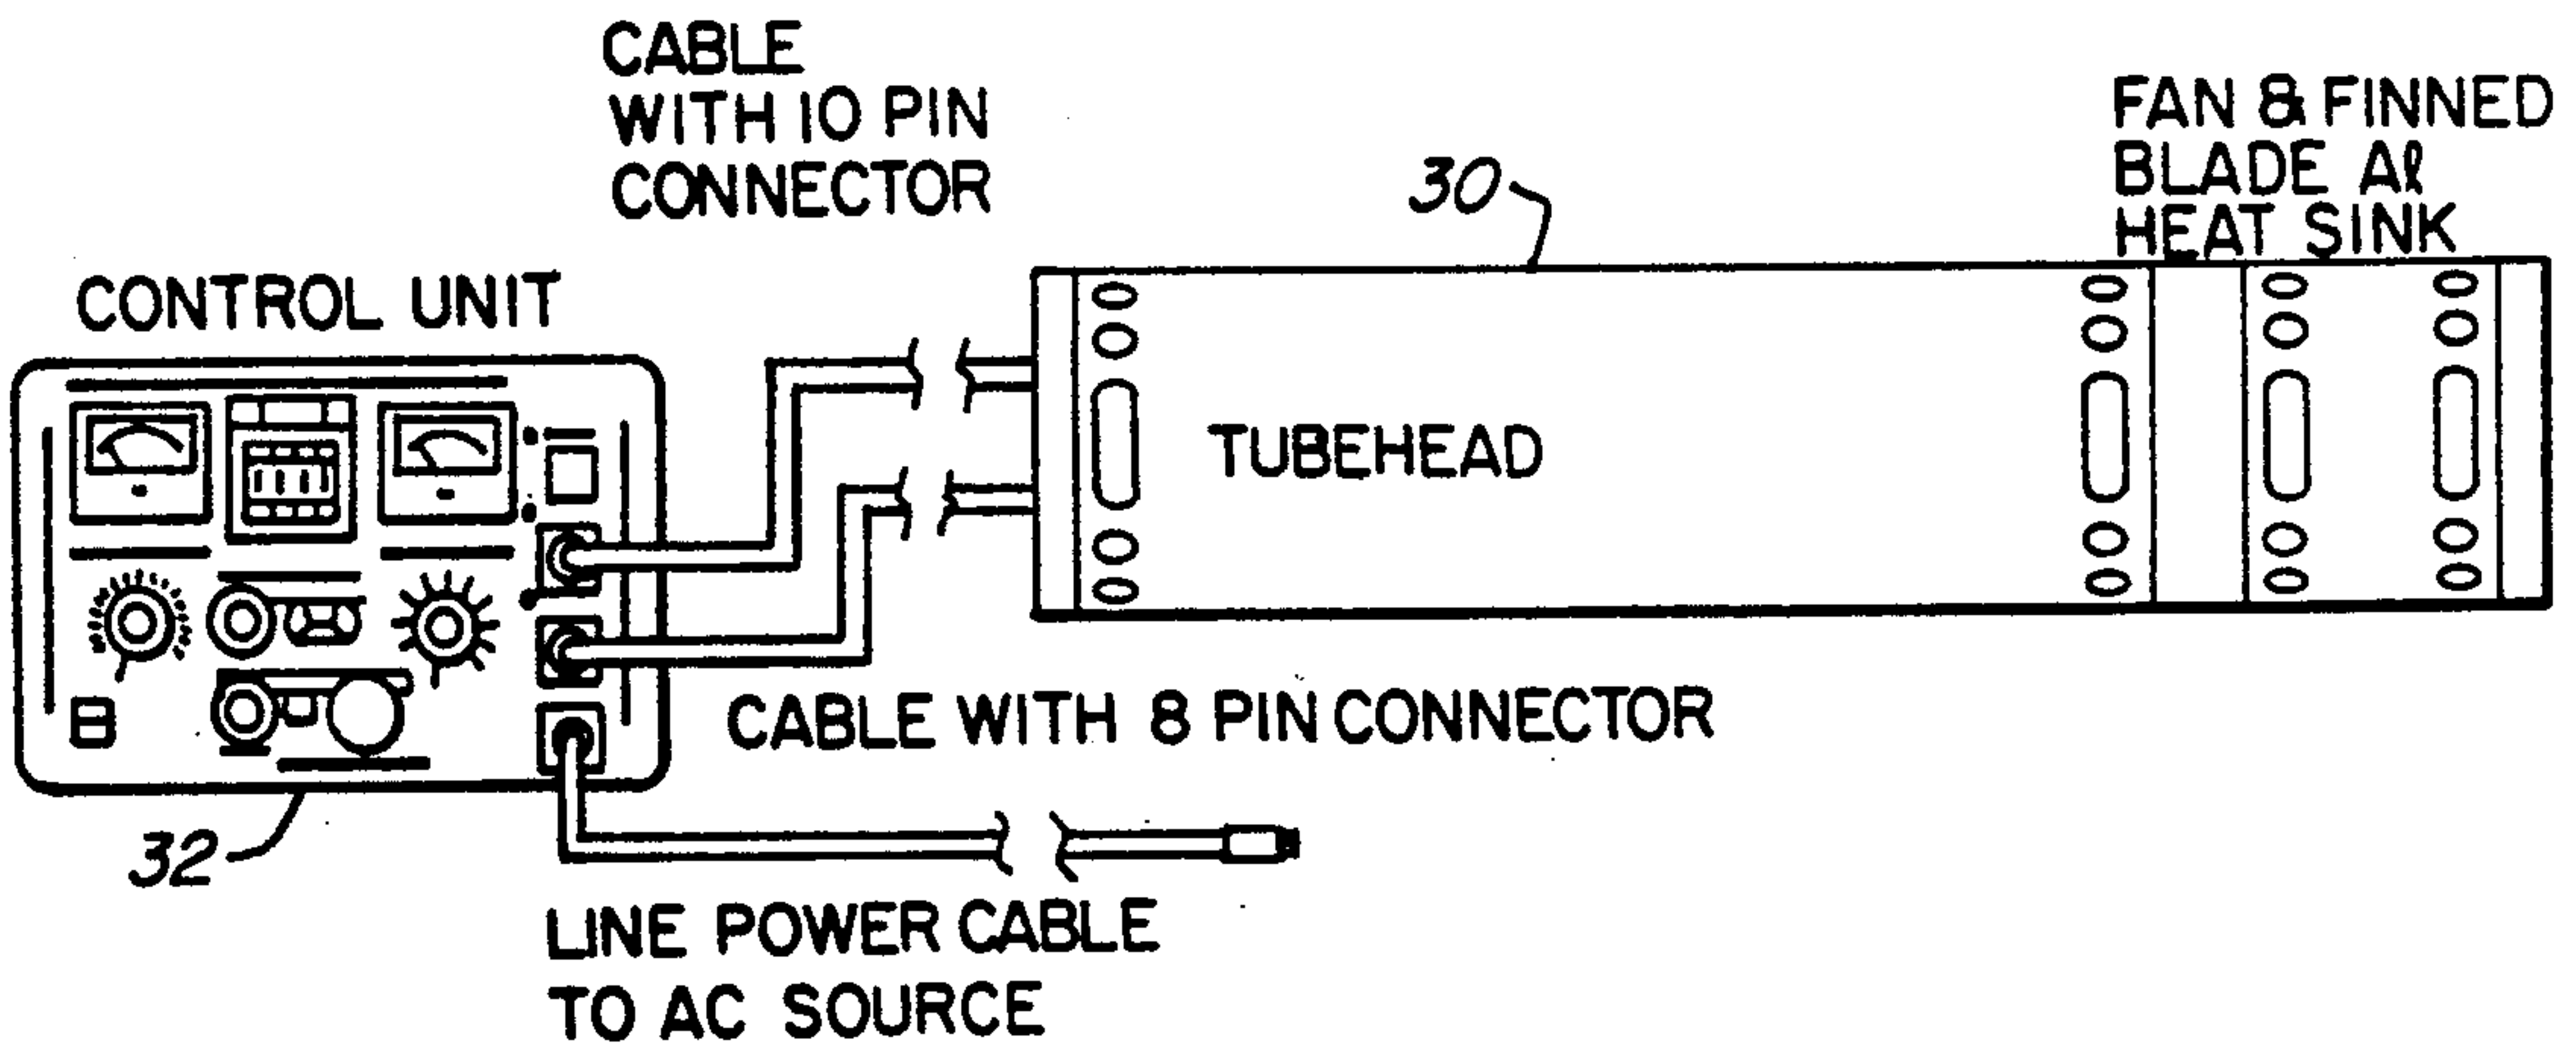 CABLE
WITH 10 PIN
CONNECTOR
FAN & FINNED
BLADE Al
HEAT SINK
30
CONTROL UNIT
TUBEHEAD
CABLE WITH 8 PIN CONNECTOR
32
LINE POWER CABLE
TO AC SOURCE